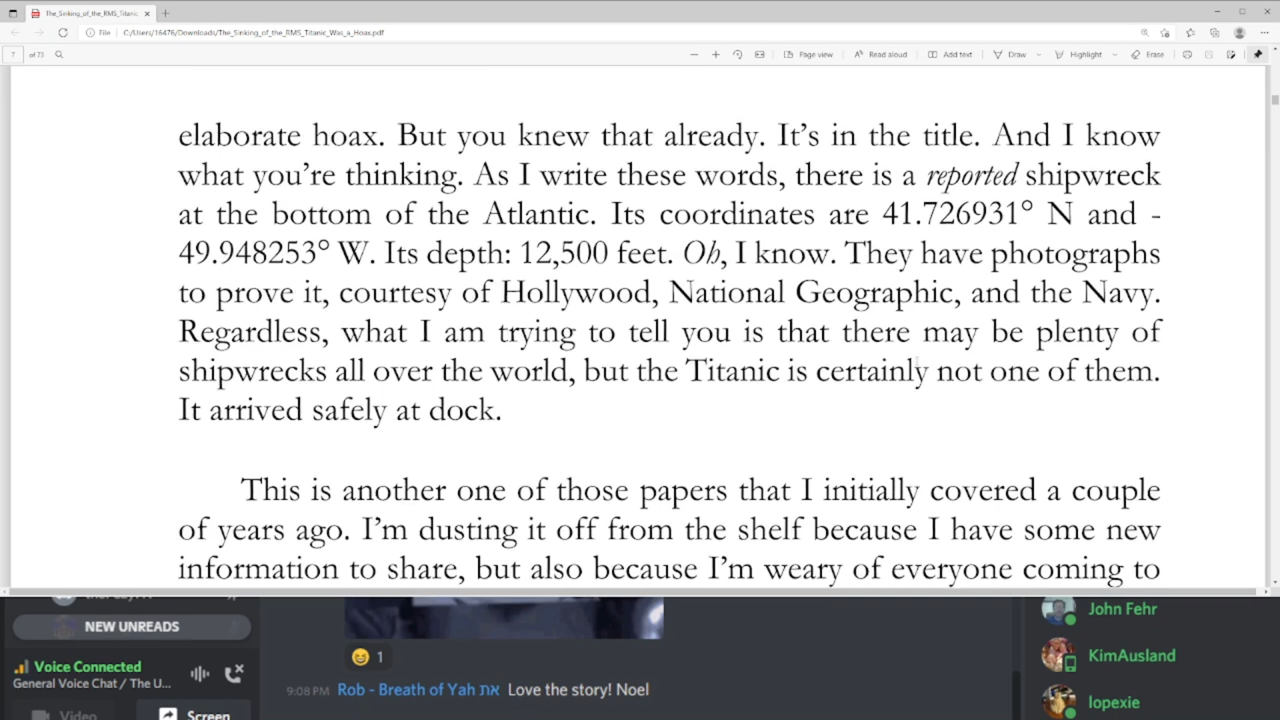 The_Sinking_of_the_RMS_Titanic
File
C:/Users/16476/Downloads/The_Sinking_of_the_RMS_Titanic_Was_a_Hoax.pdf
7 of 73
Page view
Read aloud
Add text
Draw
Highlight
Erase
elaborate hoax. But you knew that already. It’s in the title. And I know
what you’re thinking. As I write these words, there is a reported shipwreck
at the bottom of the Atlantic. Its coordinates are 41.726931° N and -
49.948253° W. Its depth: 12,500 feet. Oh, I know. They have photographs
to prove it, courtesy of Hollywood, National Geographic, and the Navy.
Regardless, what I am trying to tell you is that there may be plenty of
shipwrecks all over the world, but the Titanic is certainly not one of them.
It arrived safely at dock.
This is another one of those papers that I initially covered a couple
of years ago. I’m dusting it off from the shelf because I have some new
information to share, but also because I’m weary of everyone coming to
NEW UNREADS
Voice Connected
General Voice Chat / The U...
Video
Screen
1
9:08 PM Rob - Breath of Yah את Love the story! Noel
John Fehr
KimAusland
lopexie